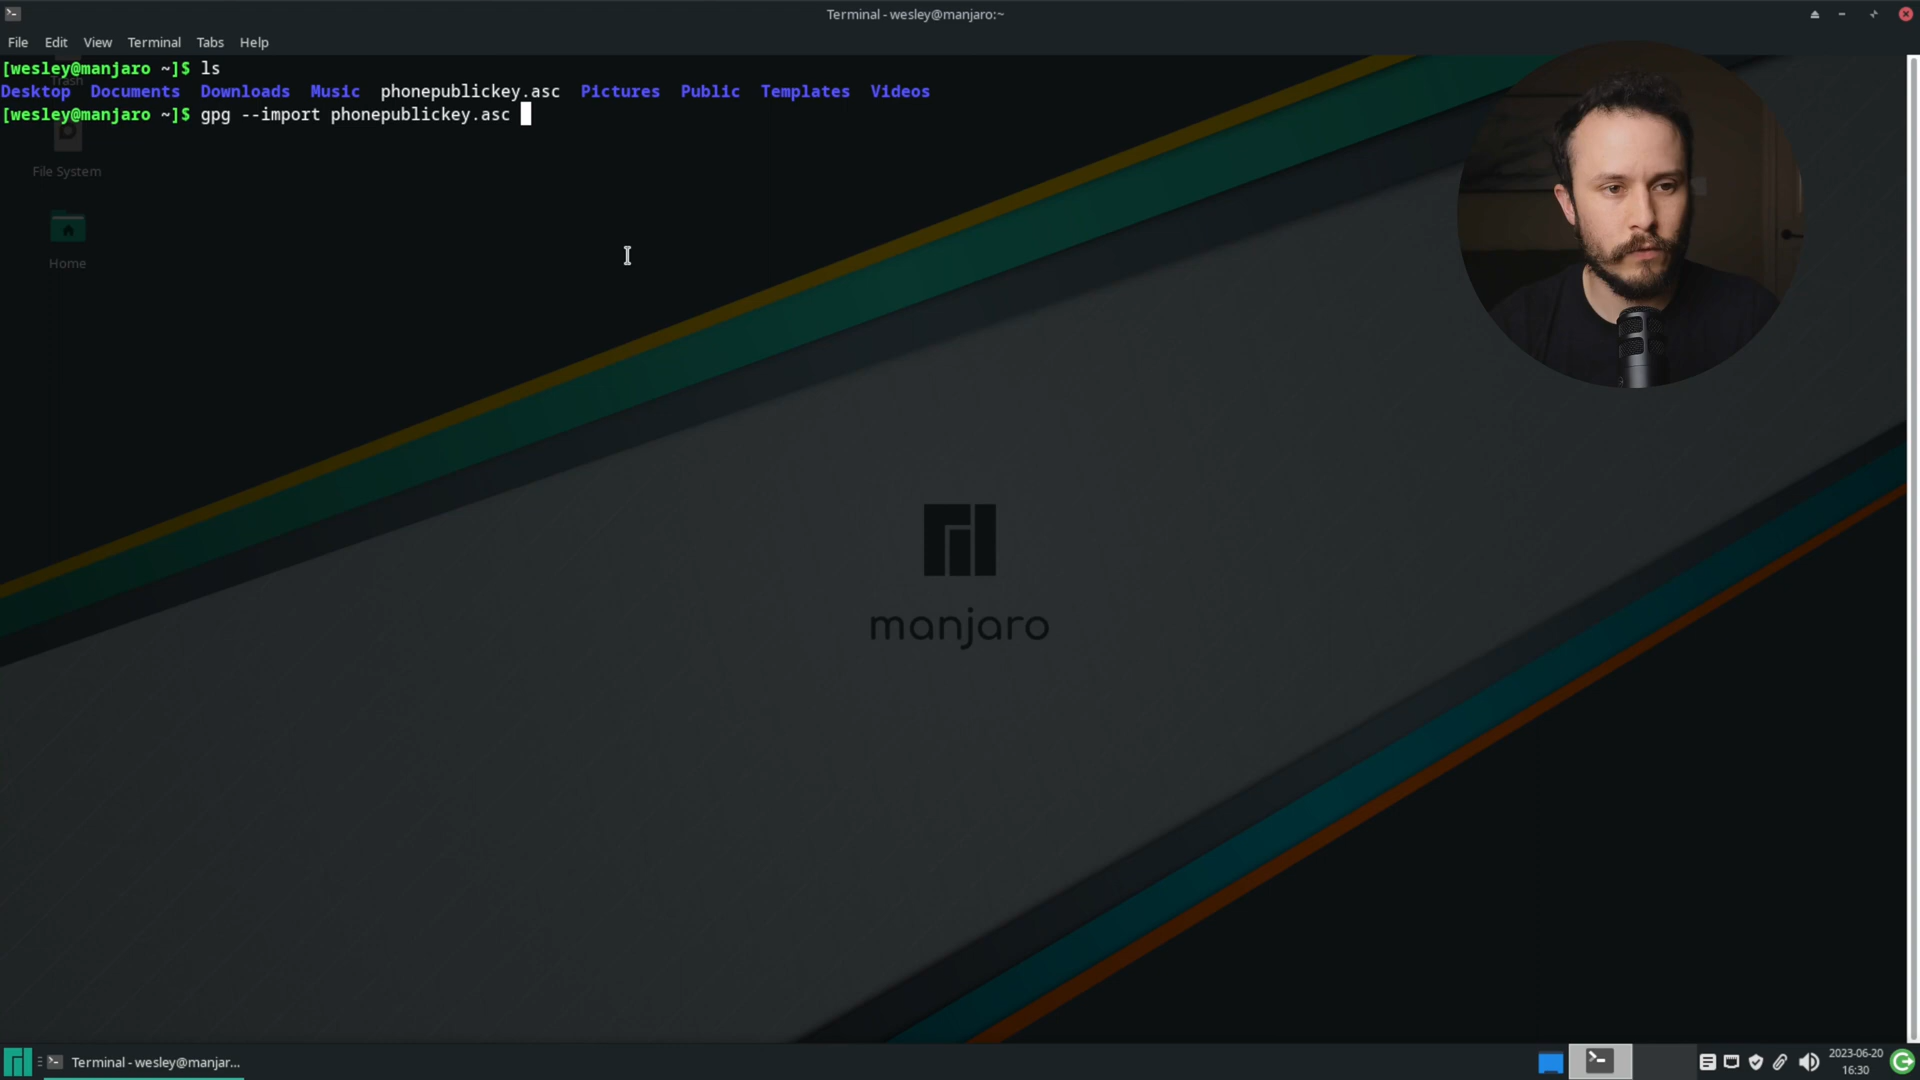 Terminal - wesley@manjaro:~
File Edit View Terminal Tabs Help
[wesley@manjaro ~]$ ls
Desktop Documents Downloads Music phonepublickey.asc Pictures Public Templates Videos
[wesley@manjaro ~]$ gpg --import phonepublickey.asc
Trash
File System
Home
manjaro
Terminal - wesley@manjar...
2023-06-20
16:30